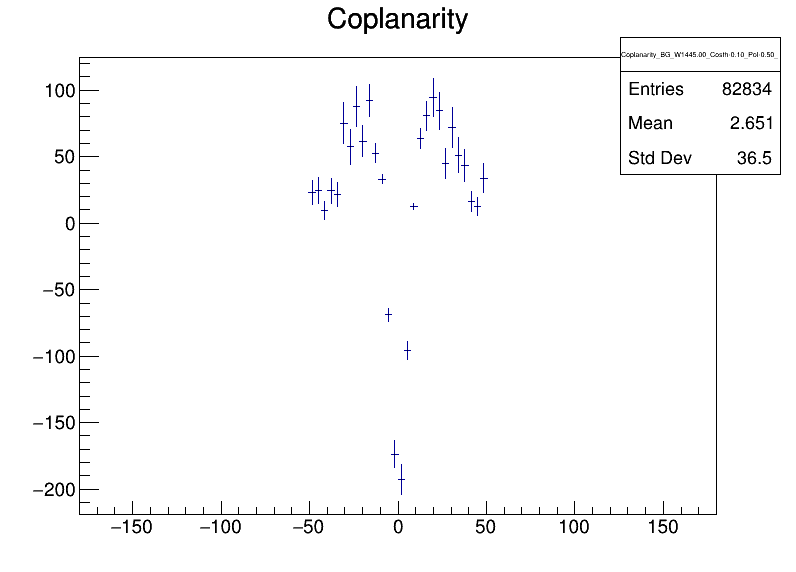 Coplanarity
Coplanarity_BG_W1445.00_Costh-0.10_Pol-0.50_
Entries 82834
Mean 2.651
Std Dev 36.5
100
50
0
−50
−100
−150
−200
−150 −100 −50 0 50 100 150